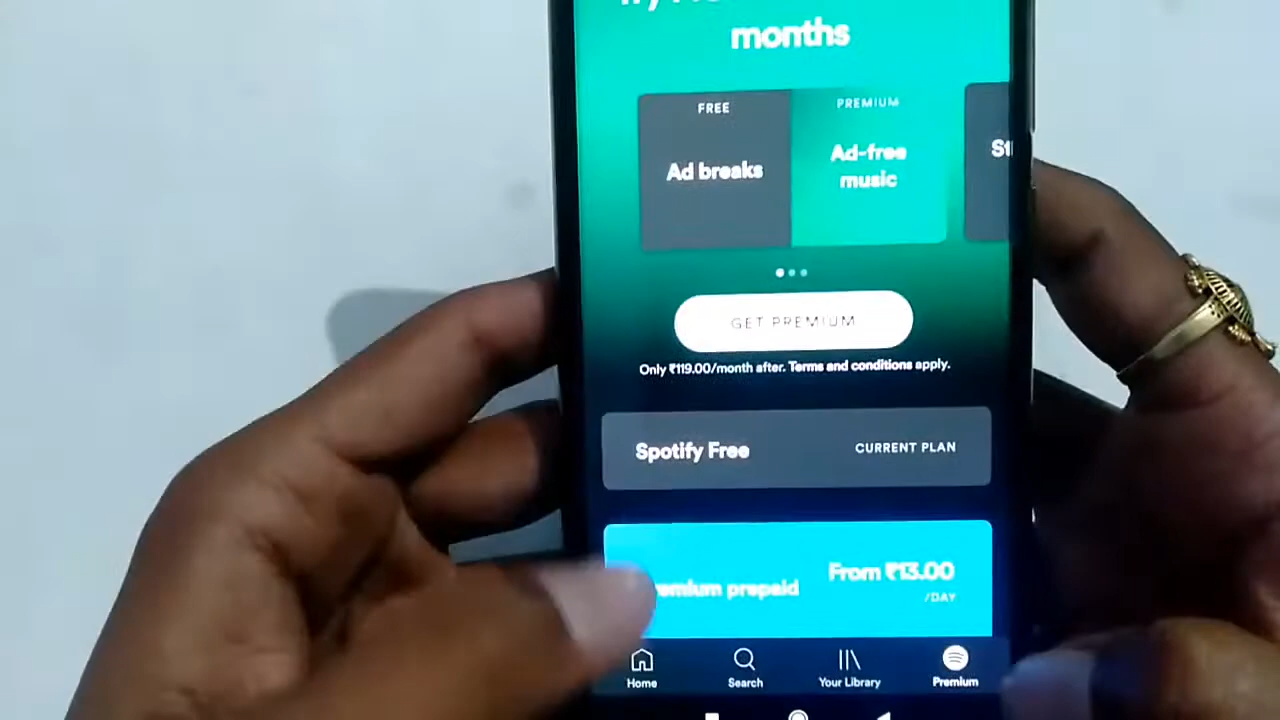 months
FREE
PREMIUM
Ad breaks
Ad-free
music
GET PREMIUM
Only ₹119.00/month after. Terms and conditions apply.
Spotify Free
CURRENT PLAN
prepaid
From ₹13.00
/DAY
Home
Search
Your Library
Premium